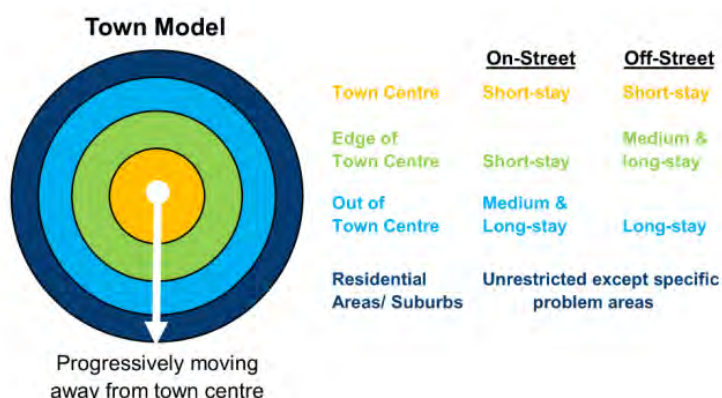 Town Model
On-Street Off-Street
Town Centre Short-stay Short-stay
Edge of
Town Centre Short-stay Medium &
long-stay
Out of
Town Centre Medium &
Long-stay Long-stay
Residential
Areas/ Suburbs Unrestricted except specific
problem areas
Progressively moving
away from town centre